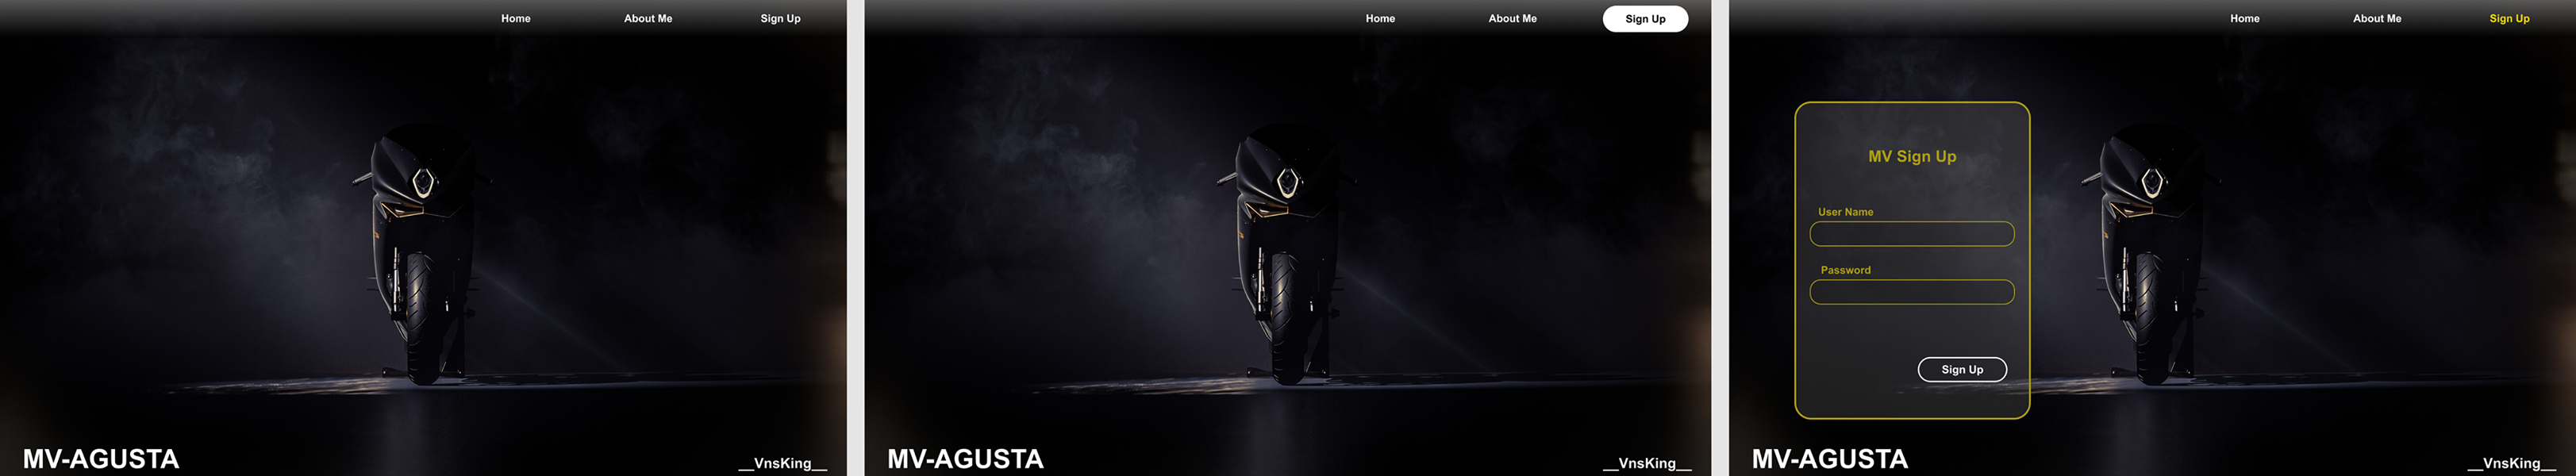 Home About Me Sign Up
MV-AGUSTA
__VnsKing__
Home About Me Sign Up
MV-AGUSTA
__VnsKing__
Home About Me Sign Up
MV Sign Up
User Name
Password
Sign Up
MV-AGUSTA
__VnsKing__